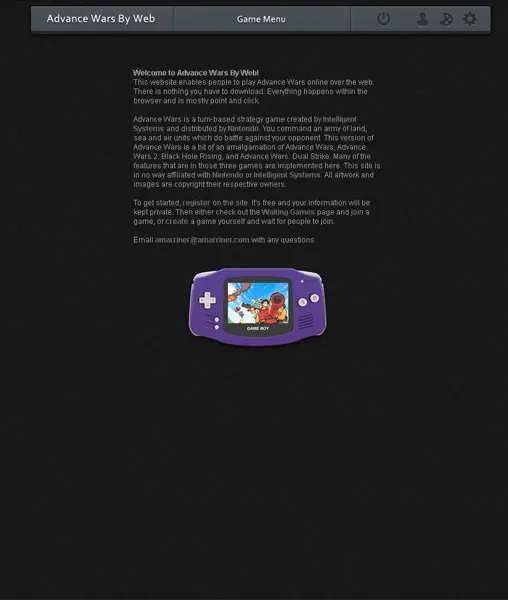 Advance Wars By Web
Game Menu
Welcome to Advance Wars By Web!
This website enables people to play Advance Wars online over the web.
There is nothing you have to download. Everything happens within the
browser and is mostly point and click.
Advance Wars is a turn-based strategy game created by Intelligent
Systems and distributed by Nintendo. You command an army of land,
sea and air units which do battle against your opponent. This version of
Advance Wars is a bit of an amalgamation of Advance Wars, Advance
Wars 2: Black Hole Rising, and Advance Wars: Dual Strike. Many of the
features that are in those three games are implemented here. This site is
in no way affiliated with Nintendo or Intelligent Systems. All artwork and
images are copyright their respective owners.
To get started, register on the site. It's free and your information will be
kept private. Then either check out the Waiting Games page and join a
game, or create a game yourself and wait for people to join.
Email amarriner@amarriner.com with any questions
GAME BOY